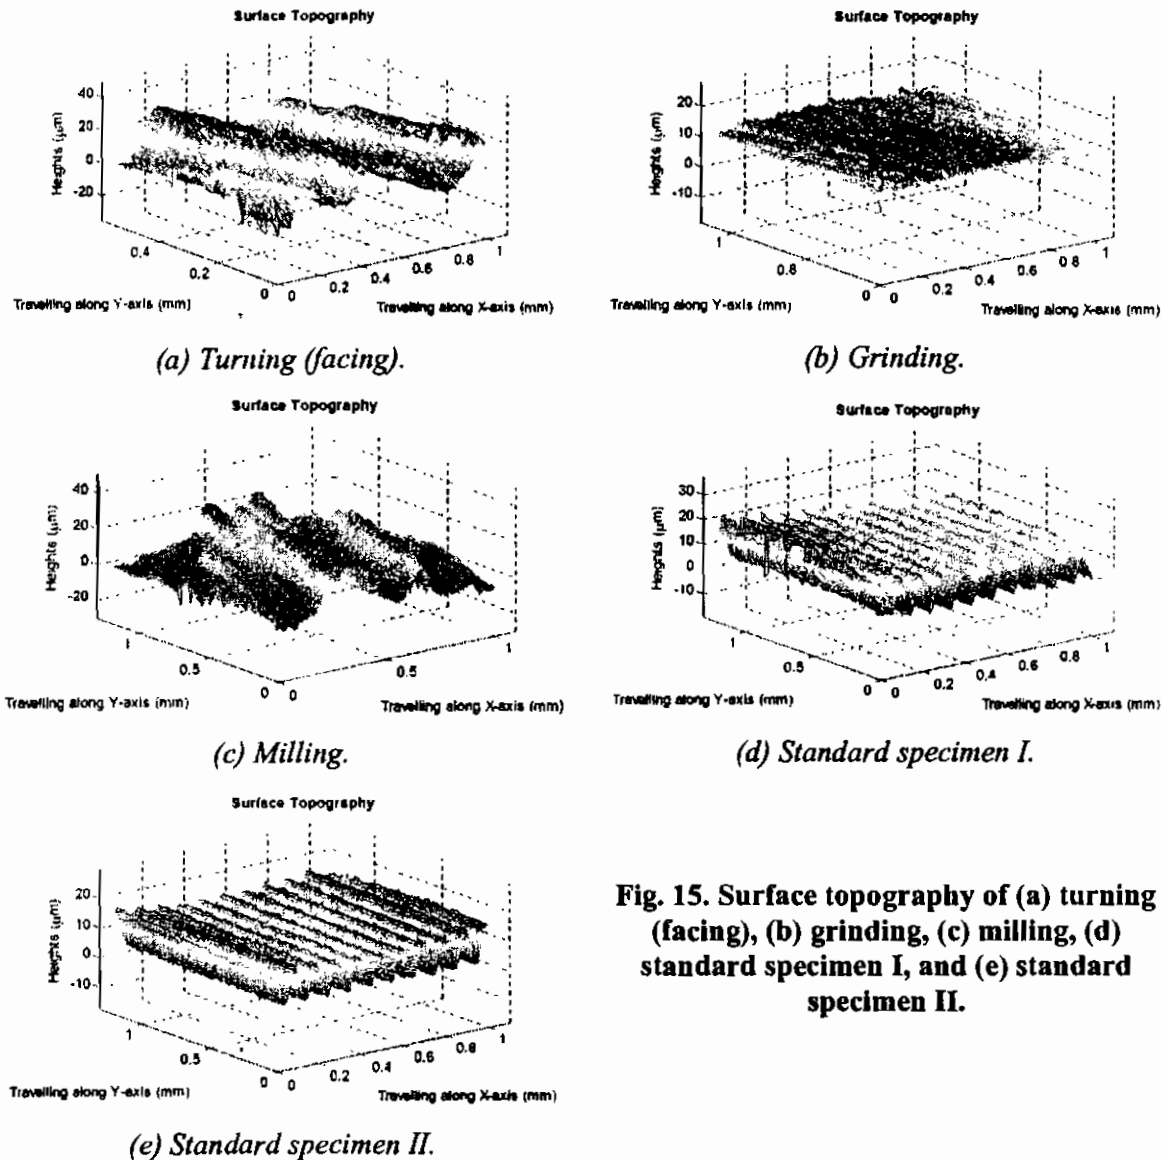 Surface Topography
Heights (μm)
40
20
0
-20
0.4
0.2
0
0
0.2
0.4
0.6
0.8
1
Travelling along Y-axis (mm)
Travelling along X-axis (mm)
(a) Turning (facing).
Surface Topography
Heights (μm)
20
10
0
-10
1
0.8
0
0
0.2
0.4
0.6
0.8
1
Travelling along Y-axis (mm)
Travelling along X-axis (mm)
(b) Grinding.
Surface Topography
Heights (μm)
40
20
0
-20
1
0.5
0
0
0.5
1
Travelling along Y-axis (mm)
Travelling along X-axis (mm)
(c) Milling.
Surface Topography
Heights (μm)
30
20
10
0
-10
1
0.5
0
0
0.2
0.4
0.6
0.8
1
Travelling along Y-axis (mm)
Travelling along X-axis (mm)
(d) Standard specimen I.
Surface Topography
Heights (μm)
20
10
0
-10
1
0.5
0
0
0.2
0.4
0.6
0.8
1
Travelling along Y-axis (mm)
Travelling along X-axis (mm)
(e) Standard specimen II.
Fig. 15. Surface topography of (a) turning
(facing), (b) grinding, (c) milling, (d)
standard specimen I, and (e) standard
specimen II.